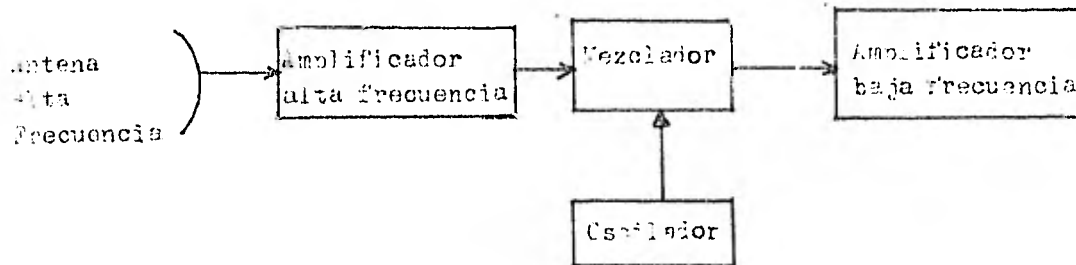 Antena
Alta
Frecuencia
Amplificador
alta frecuencia
Mezclador
Amplificador
baja frecuencia
Oscilador